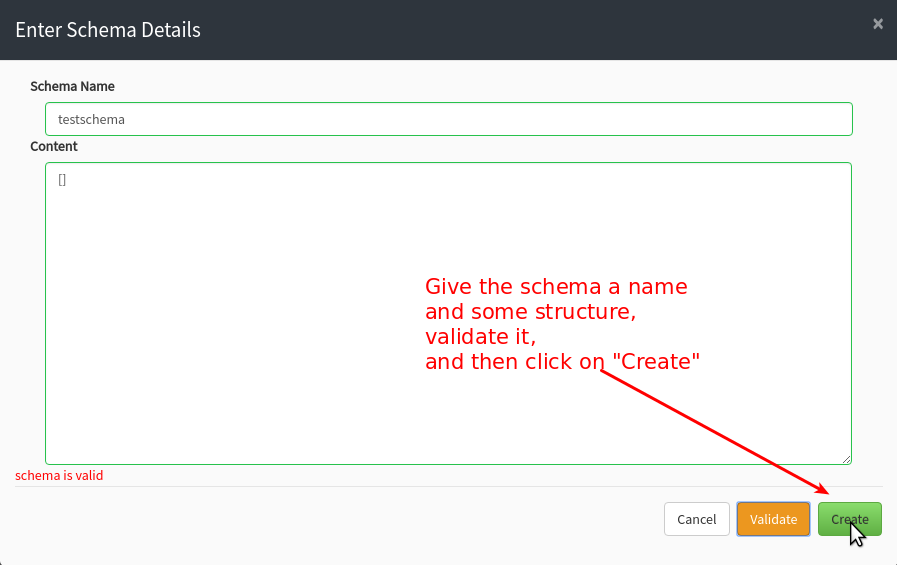 Enter Schema Details
×
Schema Name
testschema
Content
[]
Give the schema a name
and some structure,
validate it,
and then click on "Create"
schema is valid
Cancel
Validate
Create